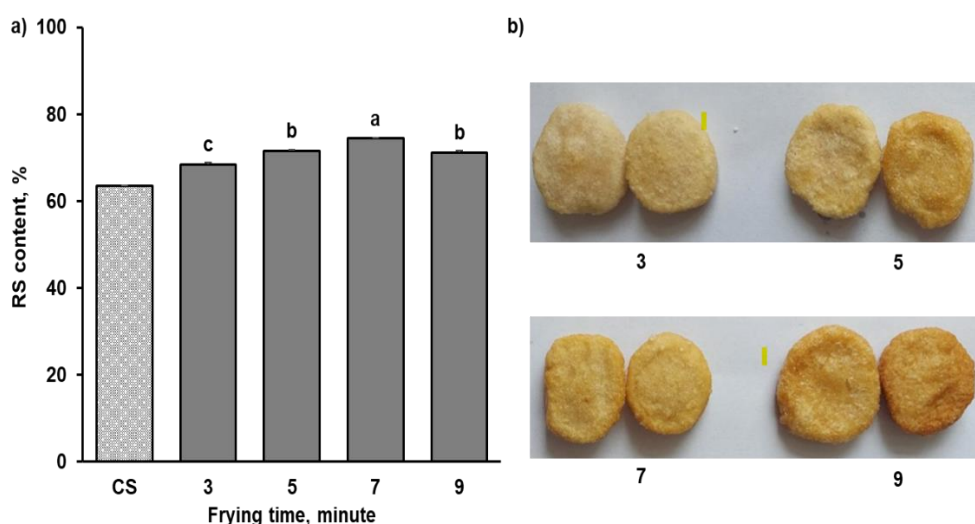 a)
100
80
60
40
20
0
RS content, %
c
b
a
b
CS 3 5 7 9
Frying time, minute
b)
3 5
7 9